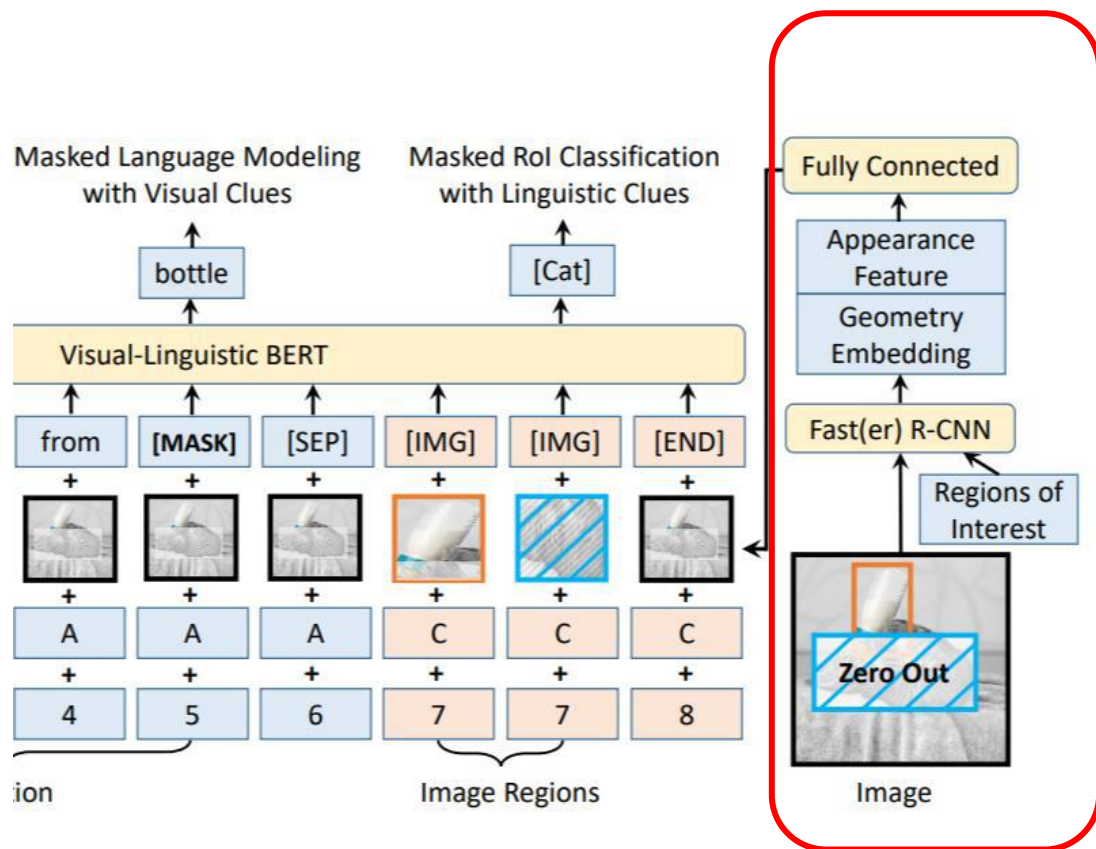 Masked Language Modeling
with Visual Clues
Masked RoI Classification
with Linguistic Clues
bottle
[Cat]
Visual-Linguistic BERT
from
[MASK]
[SEP]
[IMG]
[IMG]
[END]
+ + + + + +
+ + + + + +
A A A C C C
+ + + + + +
4 5 6 7 7 8
tion
Image Regions
Fully Connected
Appearance
Feature
Geometry
Embedding
Fast(er) R-CNN
Regions of
Interest
Zero Out
Image